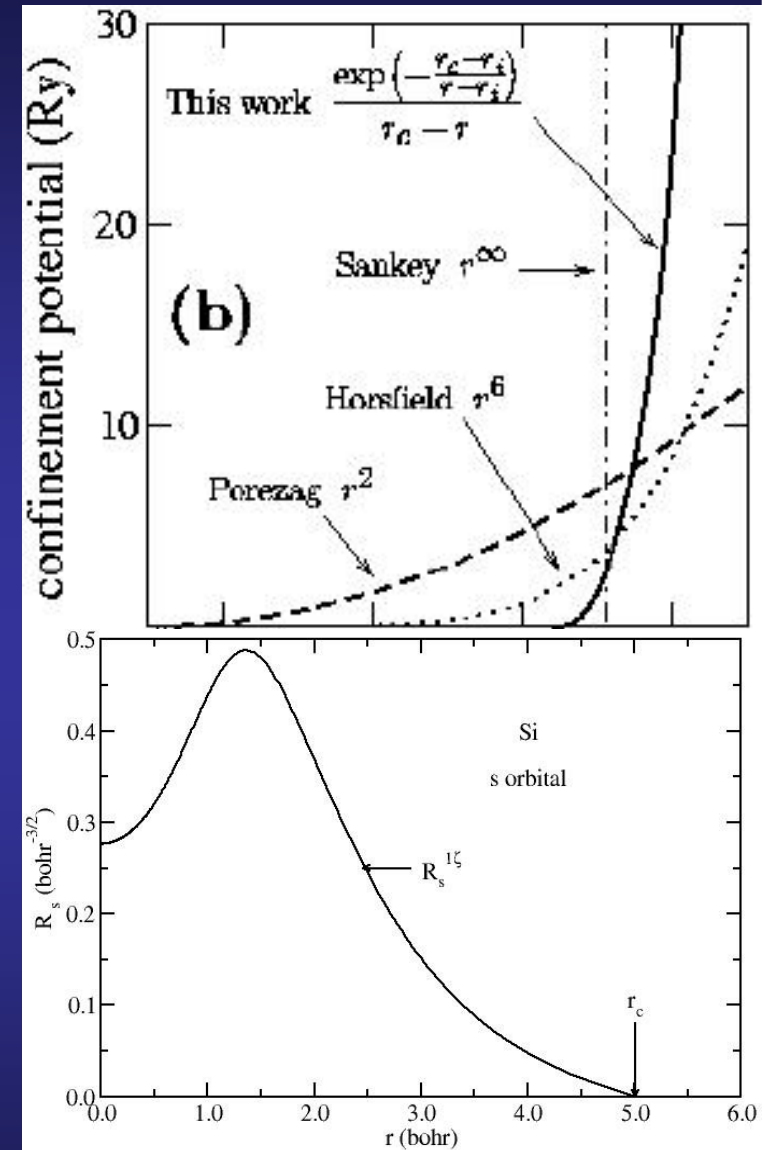 30
20
10
confinement potential (Ry)
This work exp(-(r_c-r_i)/(r-r_i))/(r_c - r)
Sankey r^∞
(b)
Horsfield r^6
Porezag r^2
0.5
0.4
0.3
0.2
0.1
0.0
R_s (bohr^-3/2)
Si
s orbital
R_s^1ζ
r_c
0.0 1.0 2.0 3.0 4.0 5.0 6.0
r (bohr)